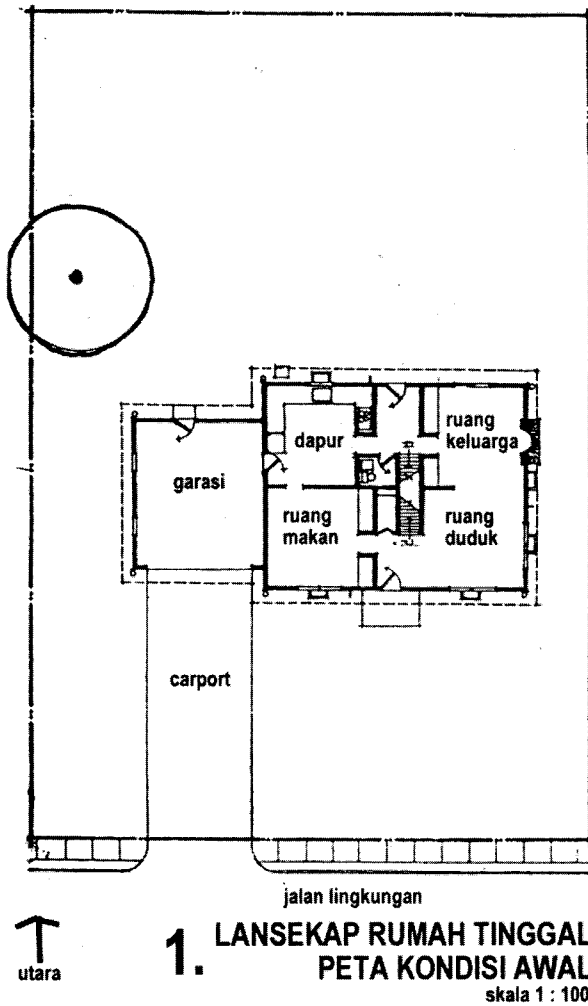 dapur
ruang
keluarga
garasi
ruang
makan
ruang
duduk
carport
jalan lingkungan
utara
1. LANSEKAP RUMAH TINGGAL
PETA KONDISI AWAL
skala 1 : 100